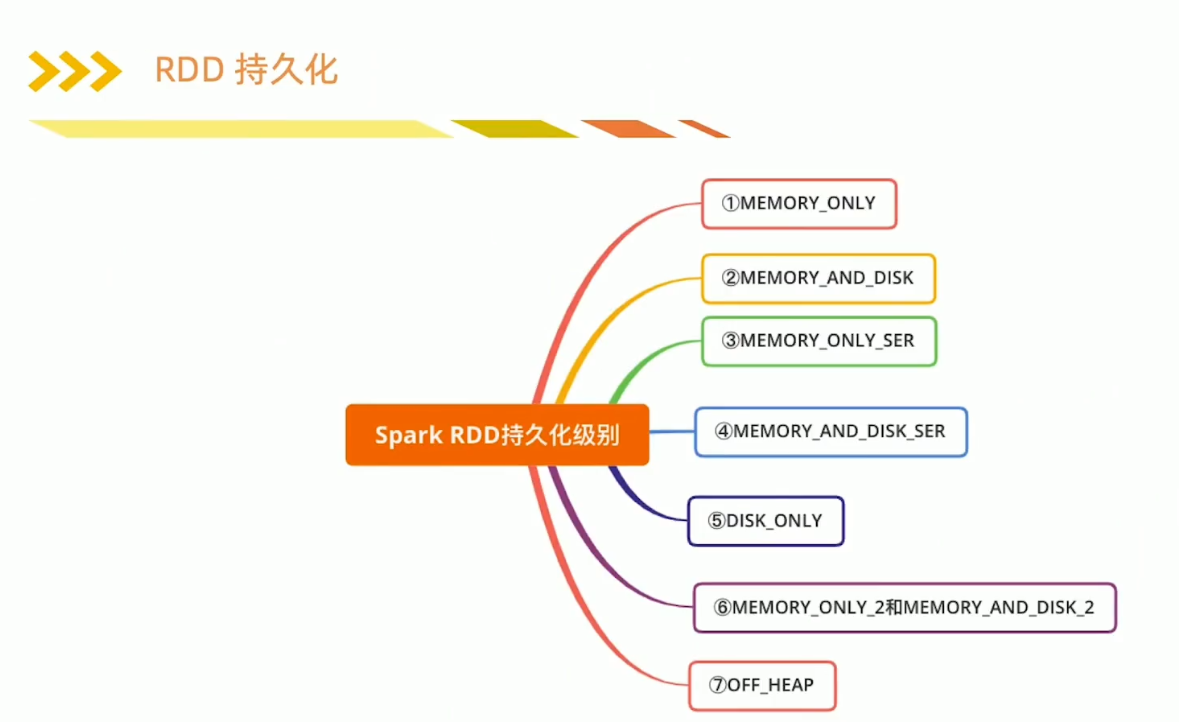 RDD 持久化
①MEMORY_ONLY
②MEMORY_AND_DISK
③MEMORY_ONLY_SER
Spark RDD持久化级别
④MEMORY_AND_DISK_SER
⑤DISK_ONLY
⑥MEMORY_ONLY_2和MEMORY_AND_DISK_2
⑦OFF_HEAP